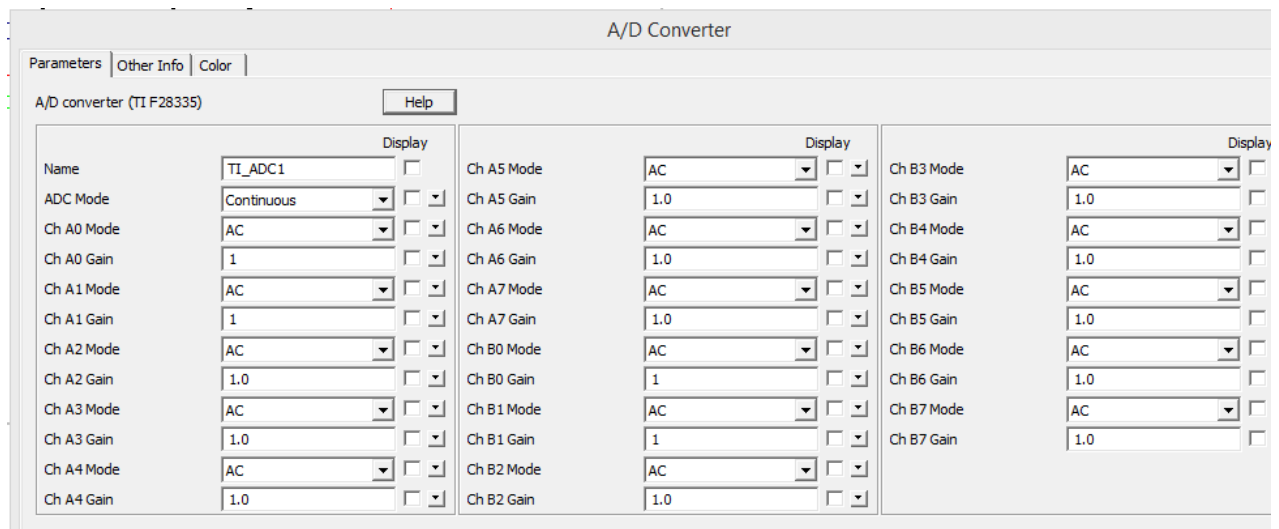 A/D Converter
Parameters Other Info Color
A/D converter (TI F28335) Help
Display
Name TI_ADC1
ADC Mode Continuous
Ch A0 Mode AC
Ch A0 Gain 1
Ch A1 Mode AC
Ch A1 Gain 1
Ch A2 Mode AC
Ch A2 Gain 1.0
Ch A3 Mode AC
Ch A3 Gain 1.0
Ch A4 Mode AC
Ch A4 Gain 1.0
Display
Ch A5 Mode AC
Ch A5 Gain 1.0
Ch A6 Mode AC
Ch A6 Gain 1.0
Ch A7 Mode AC
Ch A7 Gain 1.0
Ch B0 Mode AC
Ch B0 Gain 1
Ch B1 Mode AC
Ch B1 Gain 1
Ch B2 Mode AC
Ch B2 Gain 1.0
Display
Ch B3 Mode AC
Ch B3 Gain 1.0
Ch B4 Mode AC
Ch B4 Gain 1.0
Ch B5 Mode AC
Ch B5 Gain 1.0
Ch B6 Mode AC
Ch B6 Gain 1.0
Ch B7 Mode AC
Ch B7 Gain 1.0